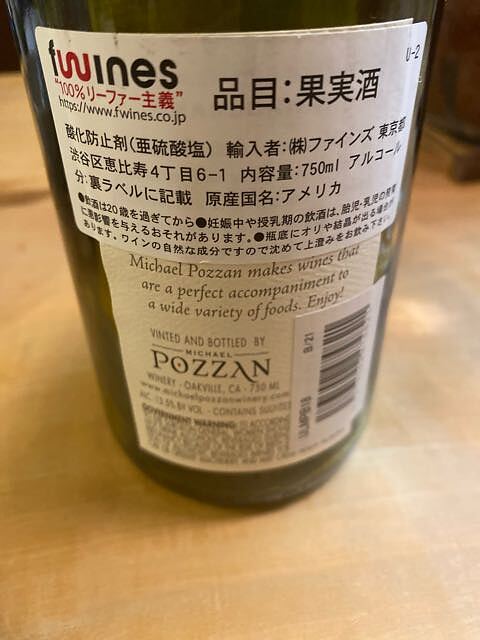 fwines
U-2
"100%リーファー主義"
https://www.fwines.co.jp
品目：果実酒
酸化防止剤(亜硫酸塩) 輸入者：㈱ファインズ 東京都
渋谷区恵比寿4丁目6-1 内容量：750ml アルコール
分：裏ラベルに記載 原産国名：アメリカ
●飲酒は20歳を過ぎてから●妊娠中や授乳期の飲酒は、胎児・乳児の発育
に悪影響を与えるおそれがあります。●瓶底にオリや結晶が出る場合が
あります。ワインの自然な成分ですので沈めて上澄みをお飲み下さい。
Michael Pozzan makes wines that
are a perfect accompaniment to
a wide variety of foods. Enjoy!
VINTED AND BOTTLED BY
MICHAEL
POZZAN
WINERY - OAKVILLE, CA - 750 ML
www.michaelpozzanwinery.com
ALC. 13.5% BY VOL. - CONTAINS SULFITES
GOVERNMENT WARNING: (1) ACCORDING
B/21